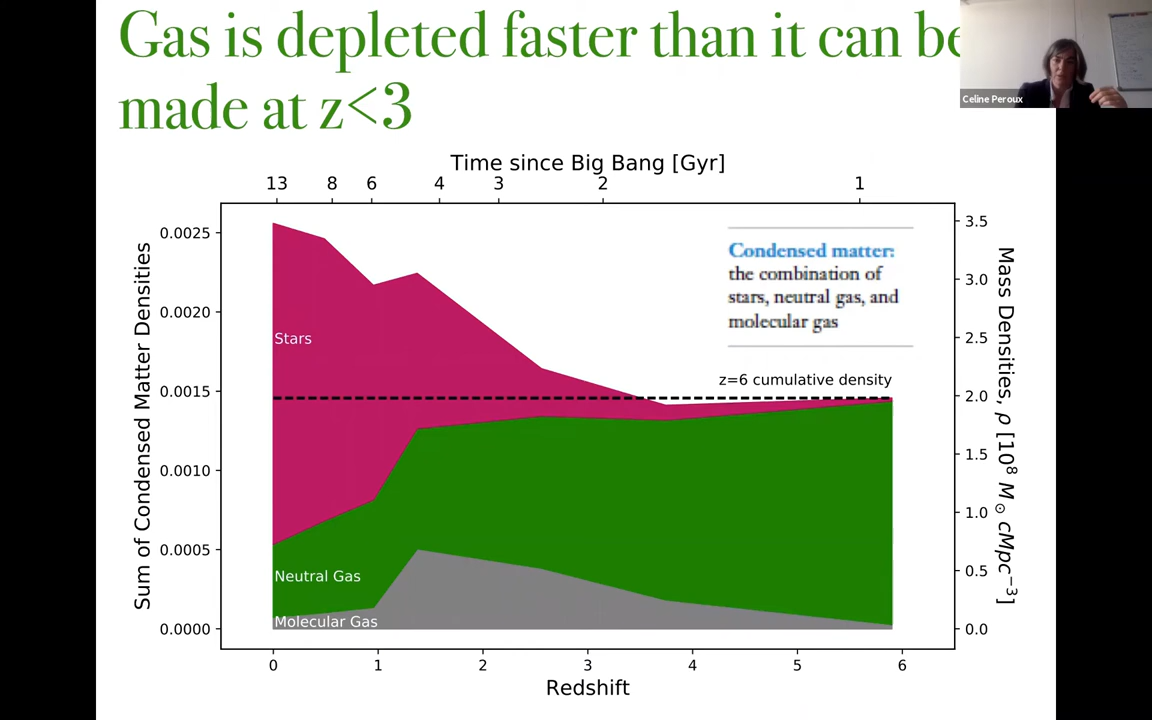 Gas is depleted faster than it can be
made at z<3
Celine Peroux
Time since Big Bang [Gyr]
13 8 6 4 3 2 1
Sum of Condensed Matter Densities
0.0025
0.0020
0.0015
0.0010
0.0005
0.0000
Condensed matter:
the combination of
stars, neutral gas, and
molecular gas
z=6 cumulative density
Stars
Neutral Gas
Molecular Gas
3.5
3.0
2.5
2.0
1.5
1.0
0.5
0.0
Mass Densities, ρ [10⁸ M⊙ cMpc⁻³]
0 1 2 3 4 5 6
Redshift